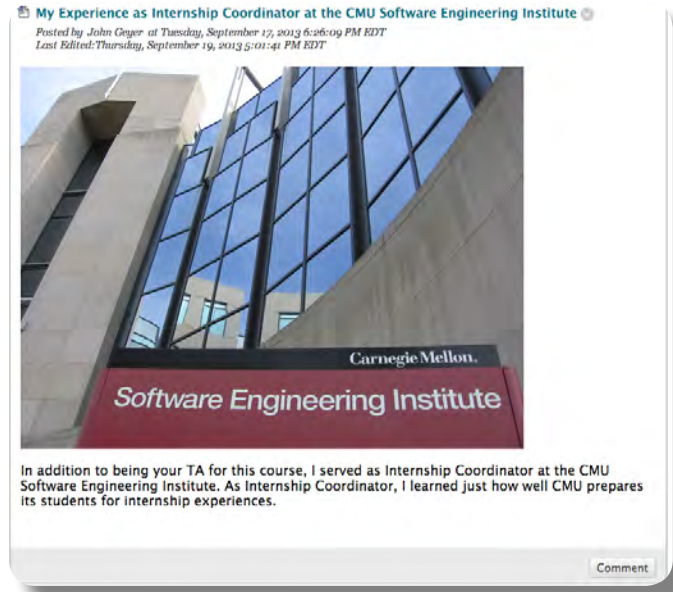 My Experience as Internship Coordinator at the CMU Software Engineering Institute
Posted by John Geyer at Tuesday, September 17, 2013 6:26:09 PM EDT
Last Edited:Thursday, September 19, 2013 5:01:41 PM EDT
Carnegie Mellon.
Software Engineering Institute
In addition to being your TA for this course, I served as Internship Coordinator at the CMU
Software Engineering Institute. As Internship Coordinator, I learned just how well CMU prepares
its students for internship experiences.
Comment